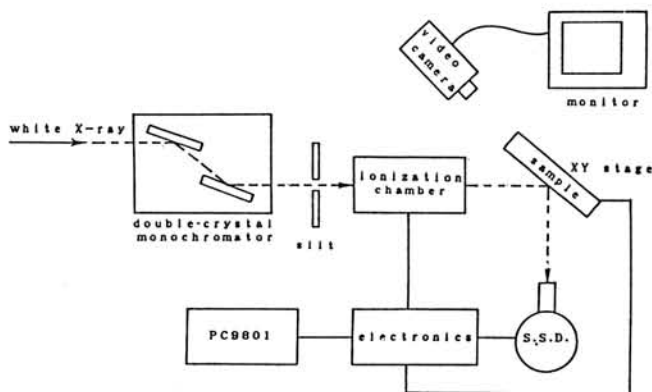 video
camera
monitor
white X-ray
sample
XY stage
ionization
chamber
double-crystal
monochromator
slit
PC9801
electronics
S.S.D.